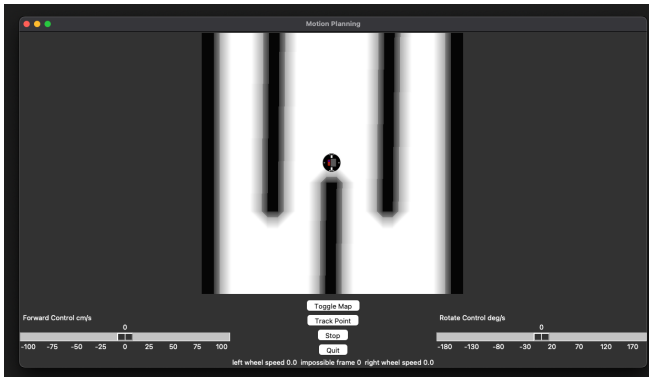 Motion Planning
Toggle Map
Forward Control cm/s
Track Point
Rotate Control deg/s
0
0
Stop
-100 -75 -50 -25 0 25 50 75 100
-180 -130 -80 -30 20 70 120 170
Quit
left wheel speed 0.0 impossible frame 0 right wheel speed 0.0